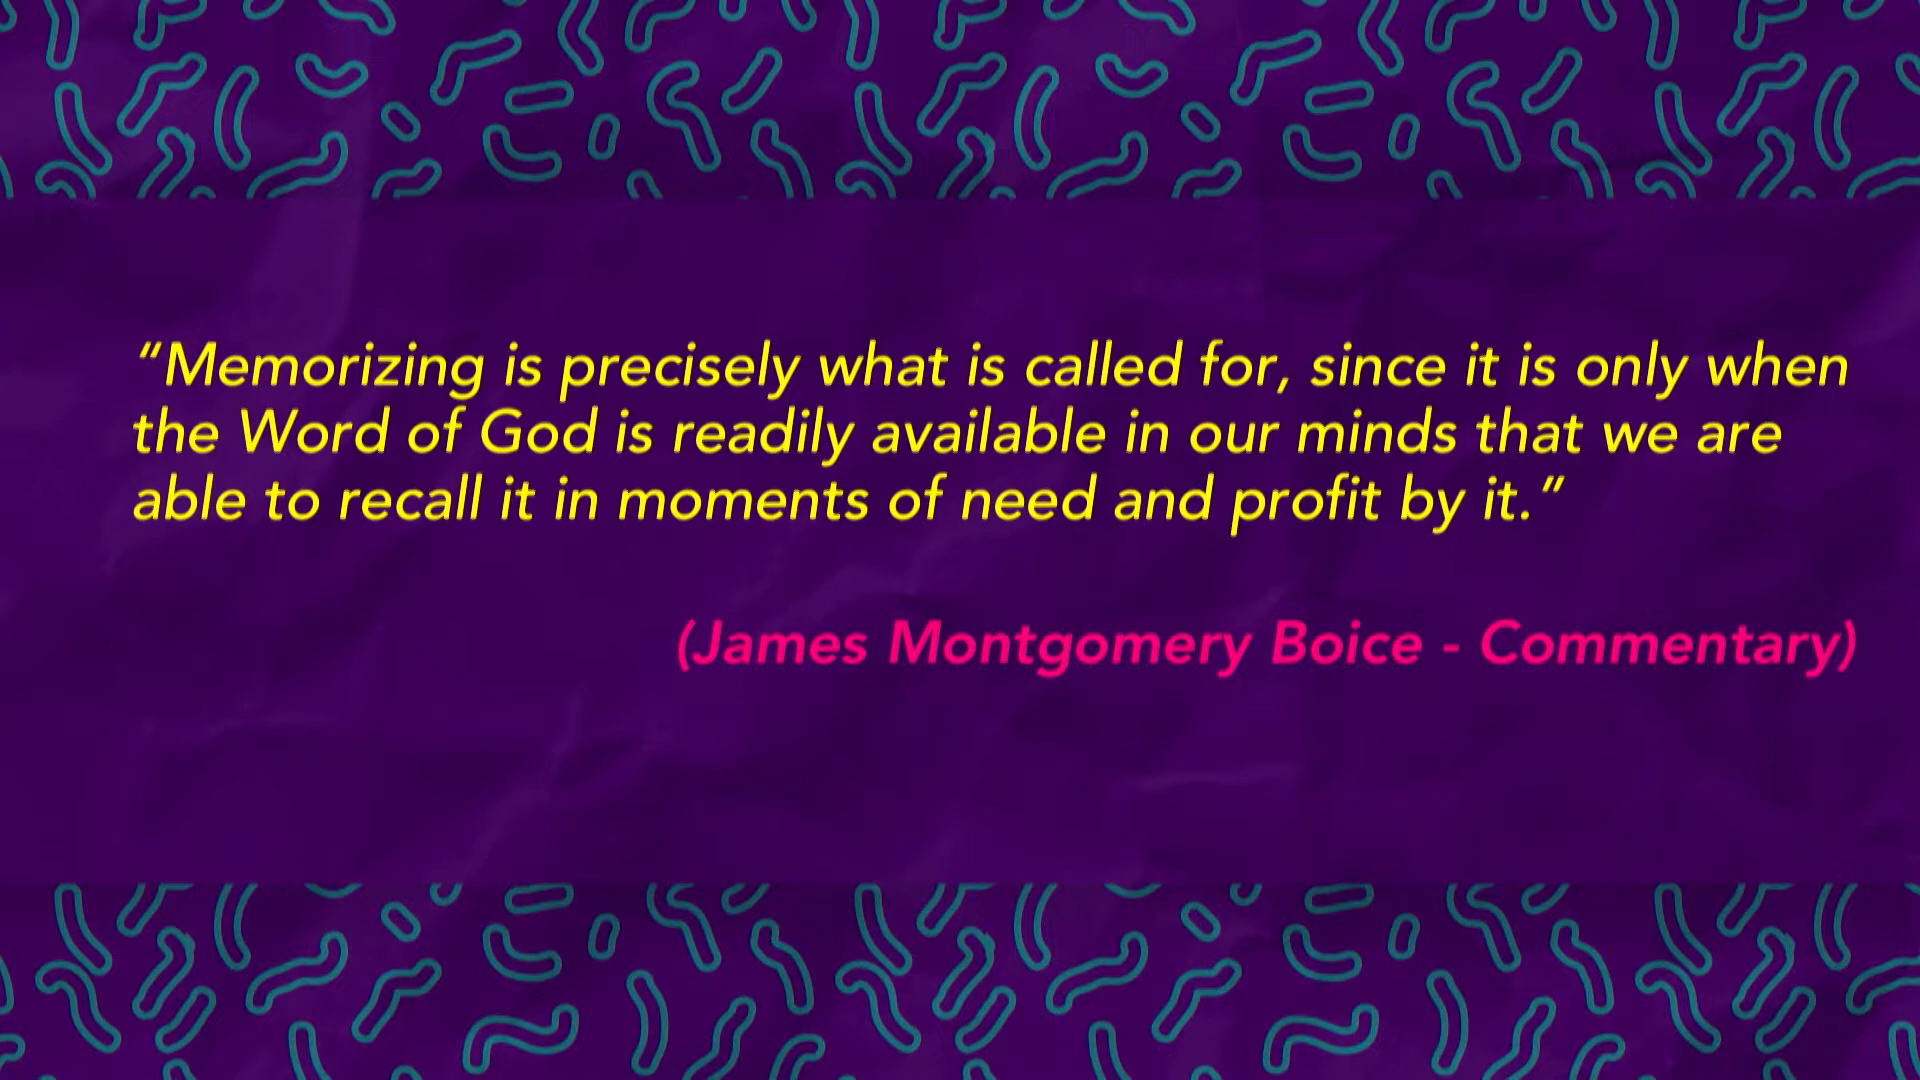 “Memorizing is precisely what is called for, since it is only when
the Word of God is readily available in our minds that we are
able to recall it in moments of need and profit by it.”
(James Montgomery Boice - Commentary)